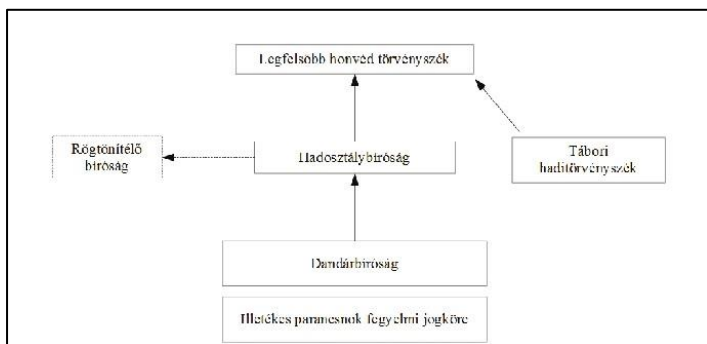 Legfelsőbb honvéd törvényszék
Rögtönítélő
bíróság
Hadosztálybíróság
Tábori
haditörvényszék
Dandárbíróság
Illetékes parancsnok fegyelmi jogköre